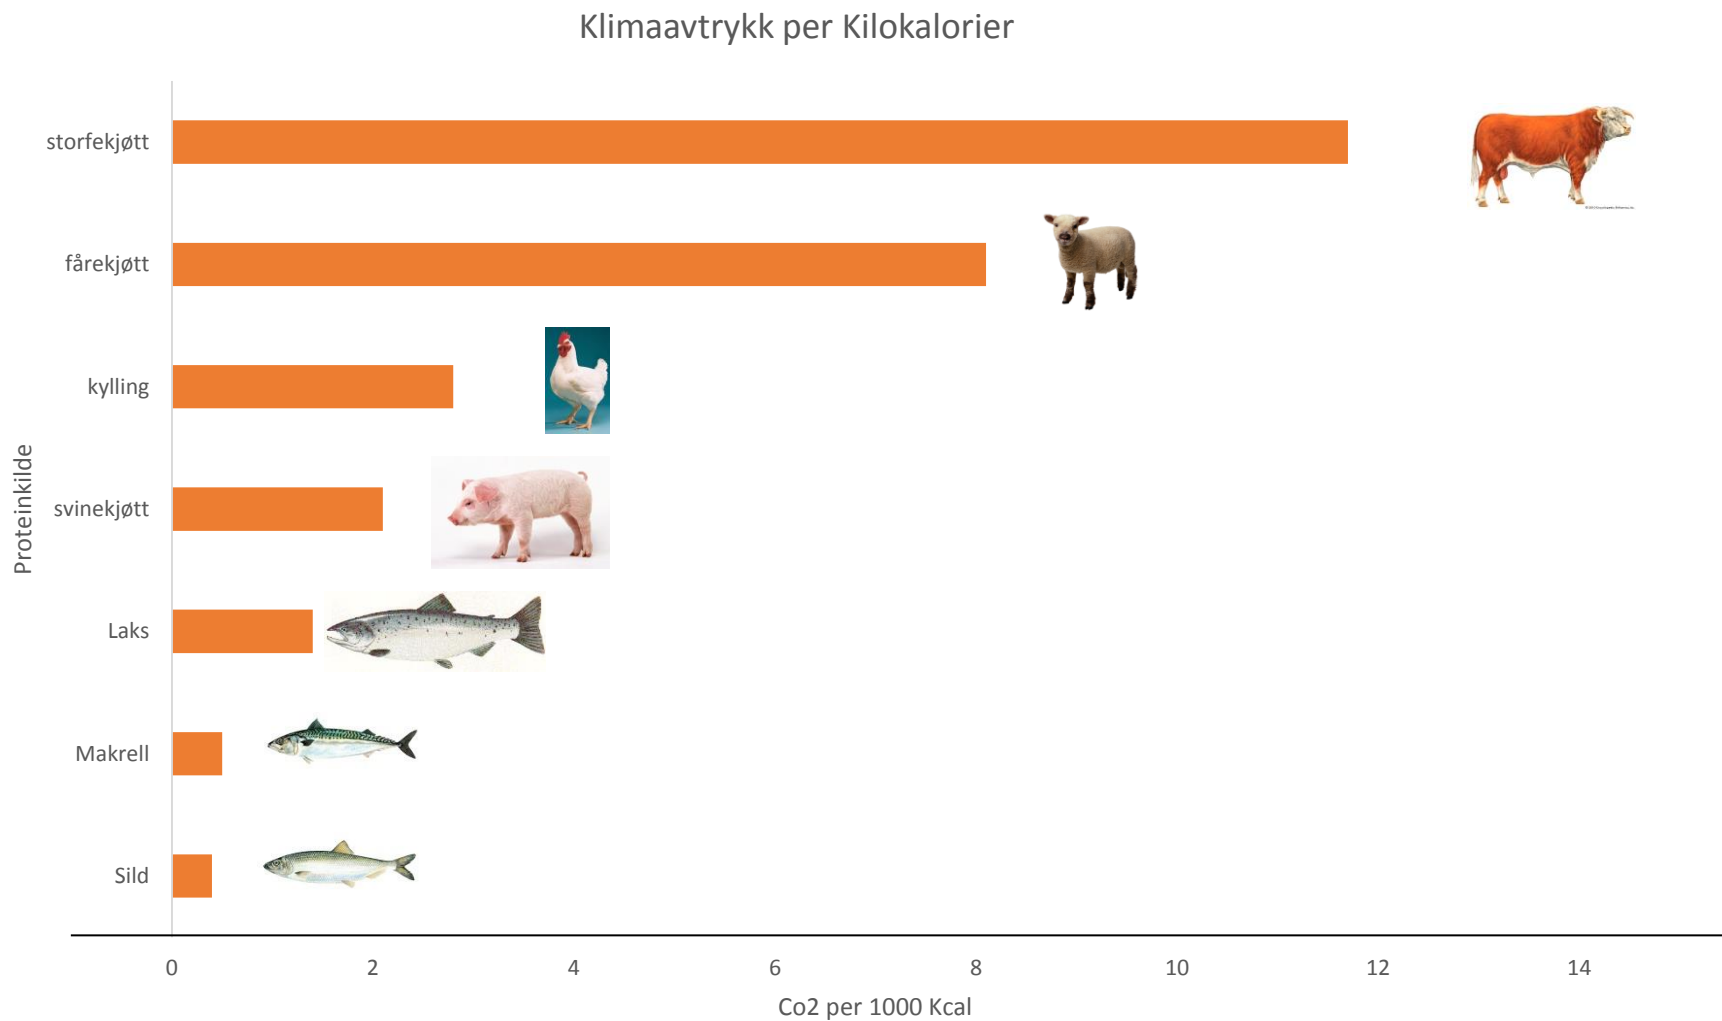 Klimaavtrykk per Kilokalorier
storfekjøtt
fårekjøtt
kylling
svinekjøtt
Laks
Makrell
Sild
Proteinkilde
0 2 4 6 8 10 12 14
Co2 per 1000 Kcal